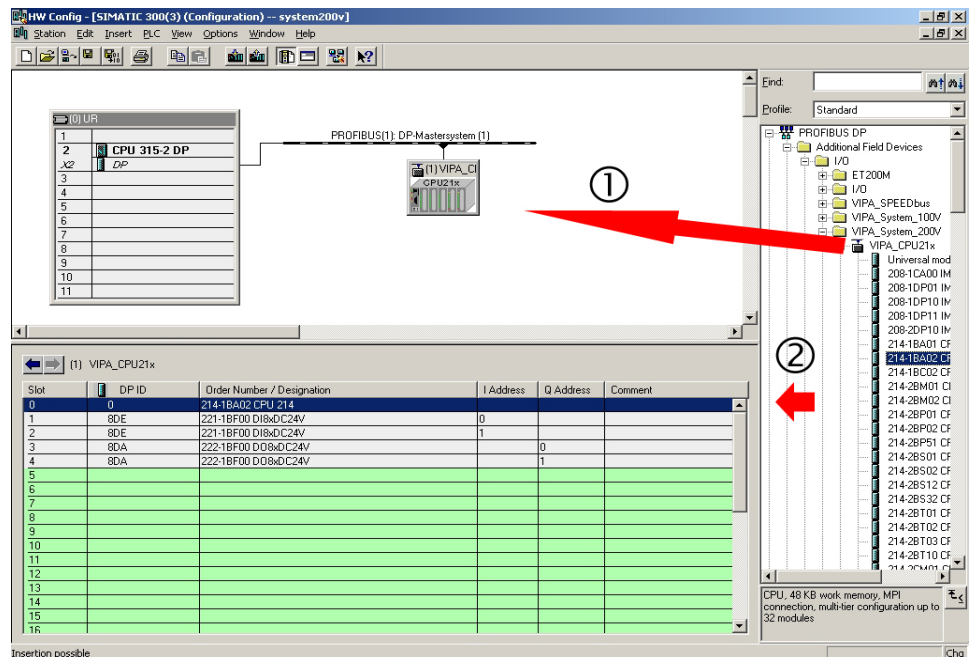 HW Config - [SIMATIC 300(3) (Configuration) -- system200v]
Station Edit Insert PLC View Options Window Help
(0) UR
1
2 CPU 315-2 DP
X2 DP
3
4
5
6
7
8
9
10
11
PROFIBUS(1): DP-Mastersystem (1)
(1) VIPA_CI
CPU21x
①
Find:
Profile: Standard
PROFIBUS DP
Additional Field Devices
I/O
ET200M
I/O
VIPA_SPEEDbus
VIPA_System_100V
VIPA_System_200V
VIPA_CPU21x
Universal mod
208-1CA00 IM
208-1DP01 IM
208-1DP10 IM
208-1DP11 IM
208-2DP10 IM
214-1BA01 CF
214-1BA02 CF
214-1BC02 CF
214-2BM01 CI
214-2BM02 CI
214-2BP01 CF
214-2BP02 CF
214-2BP51 CF
214-2BS01 CF
214-2BS02 CF
214-2BS12 CF
214-2BS32 CF
214-2BT01 CF
214-2BT02 CF
214-2BT03 CF
214-2BT10 CF
214-2CM01 CI
②
(1) VIPA_CPU21x
Slot DP ID Order Number / Designation I Address Q Address Comment
0 0 214-1BA02 CPU 214
1 8DE 221-1BF00 DI8xDC24V 0
2 8DE 221-1BF00 DI8xDC24V 1
3 8DA 222-1BF00 DO8xDC24V 0
4 8DA 222-1BF00 DO8xDC24V 1
5
6
7
8
9
10
11
12
13
14
15
16
CPU, 48 KB work memory, MPI
connection, multi-tier configuration up to
32 modules
Insertion possible
Chg